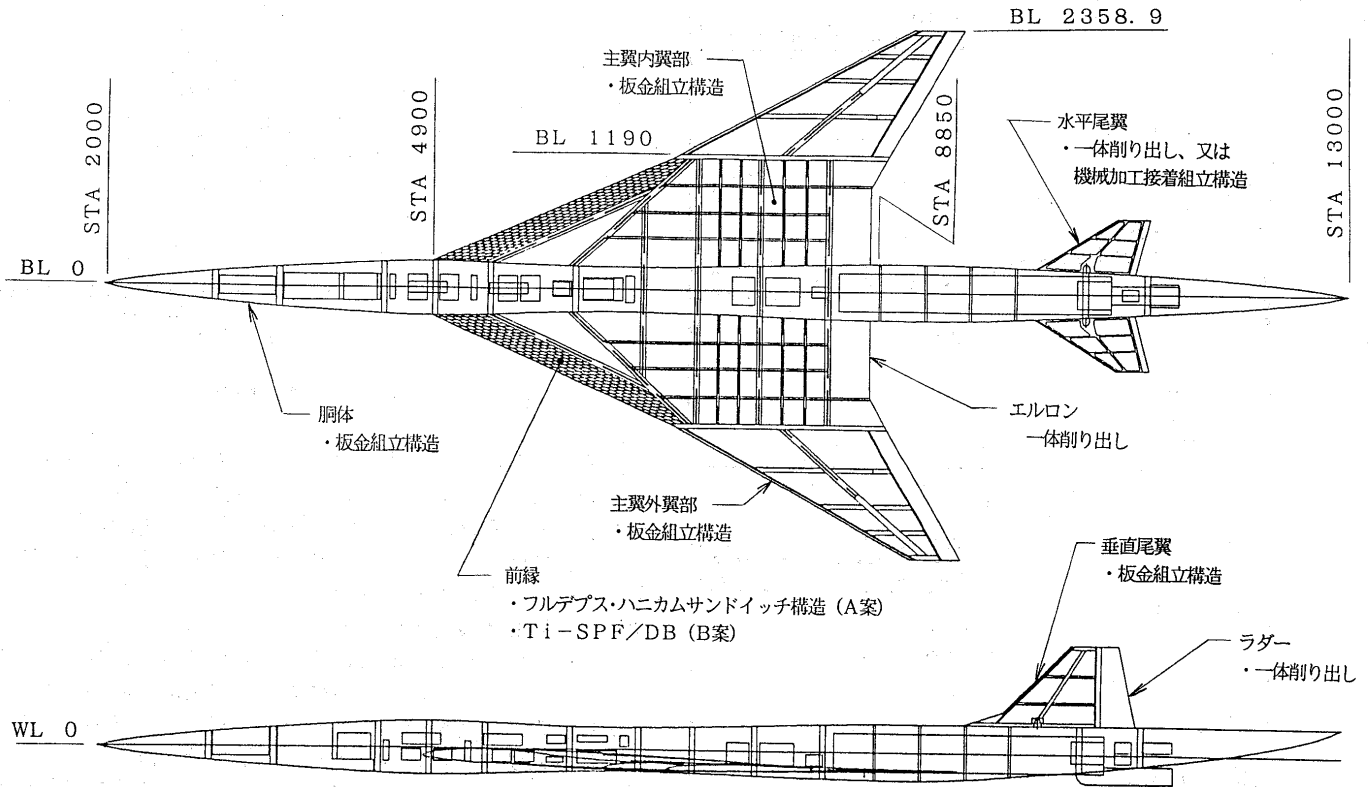 BL 2358.9
主翼内翼部
・板金組立構造
STA 2000
STA 4900
BL 1190
STA 8850
水平尾翼
・一体削り出し、又は
機械加工接着組立構造
STA 13000
BL 0
胴体
・板金組立構造
エルロン
一体削り出し
主翼外翼部
・板金組立構造
前縁
・フルデプス・ハニカムサンドイッチ構造 (A案)
・Ti－SPF／DB (B案)
垂直尾翼
・板金組立構造
ラダー
・一体削り出し
WL 0